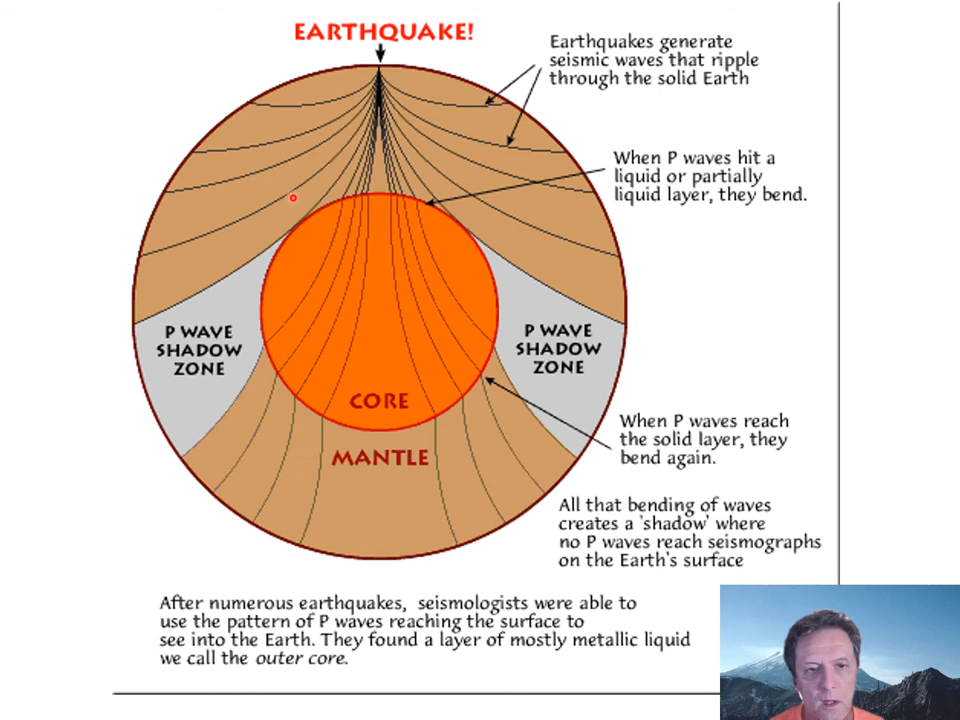 EARTHQUAKE!
Earthquakes generate
seismic waves that ripple
through the solid Earth
When P waves hit a
liquid or partially
liquid layer, they bend.
P WAVE
SHADOW
ZONE
P WAVE
SHADOW
ZONE
CORE
MANTLE
When P waves reach
the solid layer, they
bend again.
All that bending of waves
creates a 'shadow' where
no P waves reach seismographs
on the Earth's surface
After numerous earthquakes, seismologists were able to
use the pattern of P waves reaching the surface to
see into the Earth. They found a layer of mostly metallic liquid
we call the outer core.